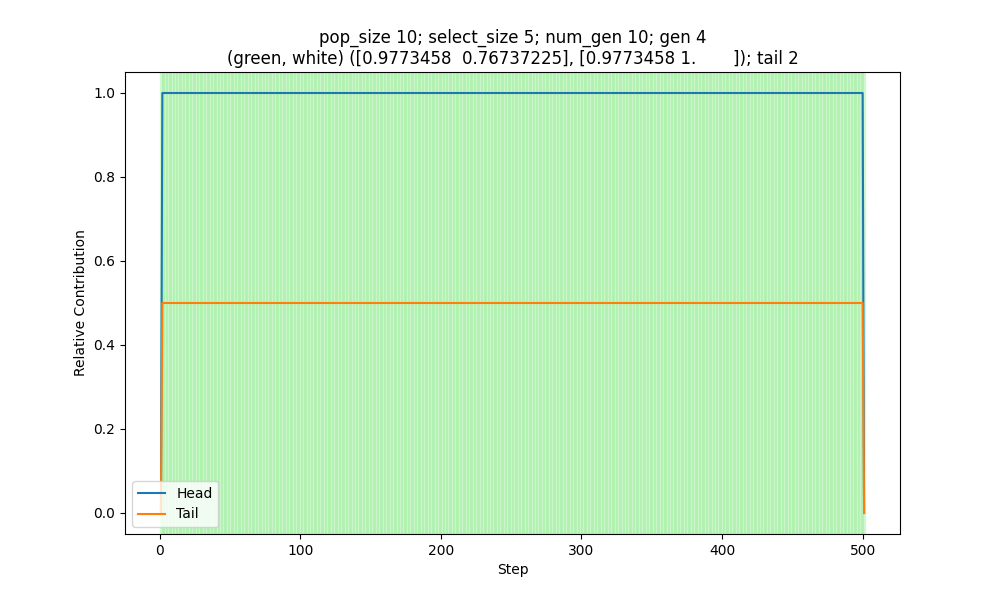 pop_size 10; select_size 5; num_gen 10; gen 4
(green, white) ([0.9773458  0.76737225], [0.9773458 1.        ]); tail 2
1.0
0.8
0.6
0.4
0.2
0.0
Relative Contribution
Head
Tail
0 100 200 300 400 500
Step